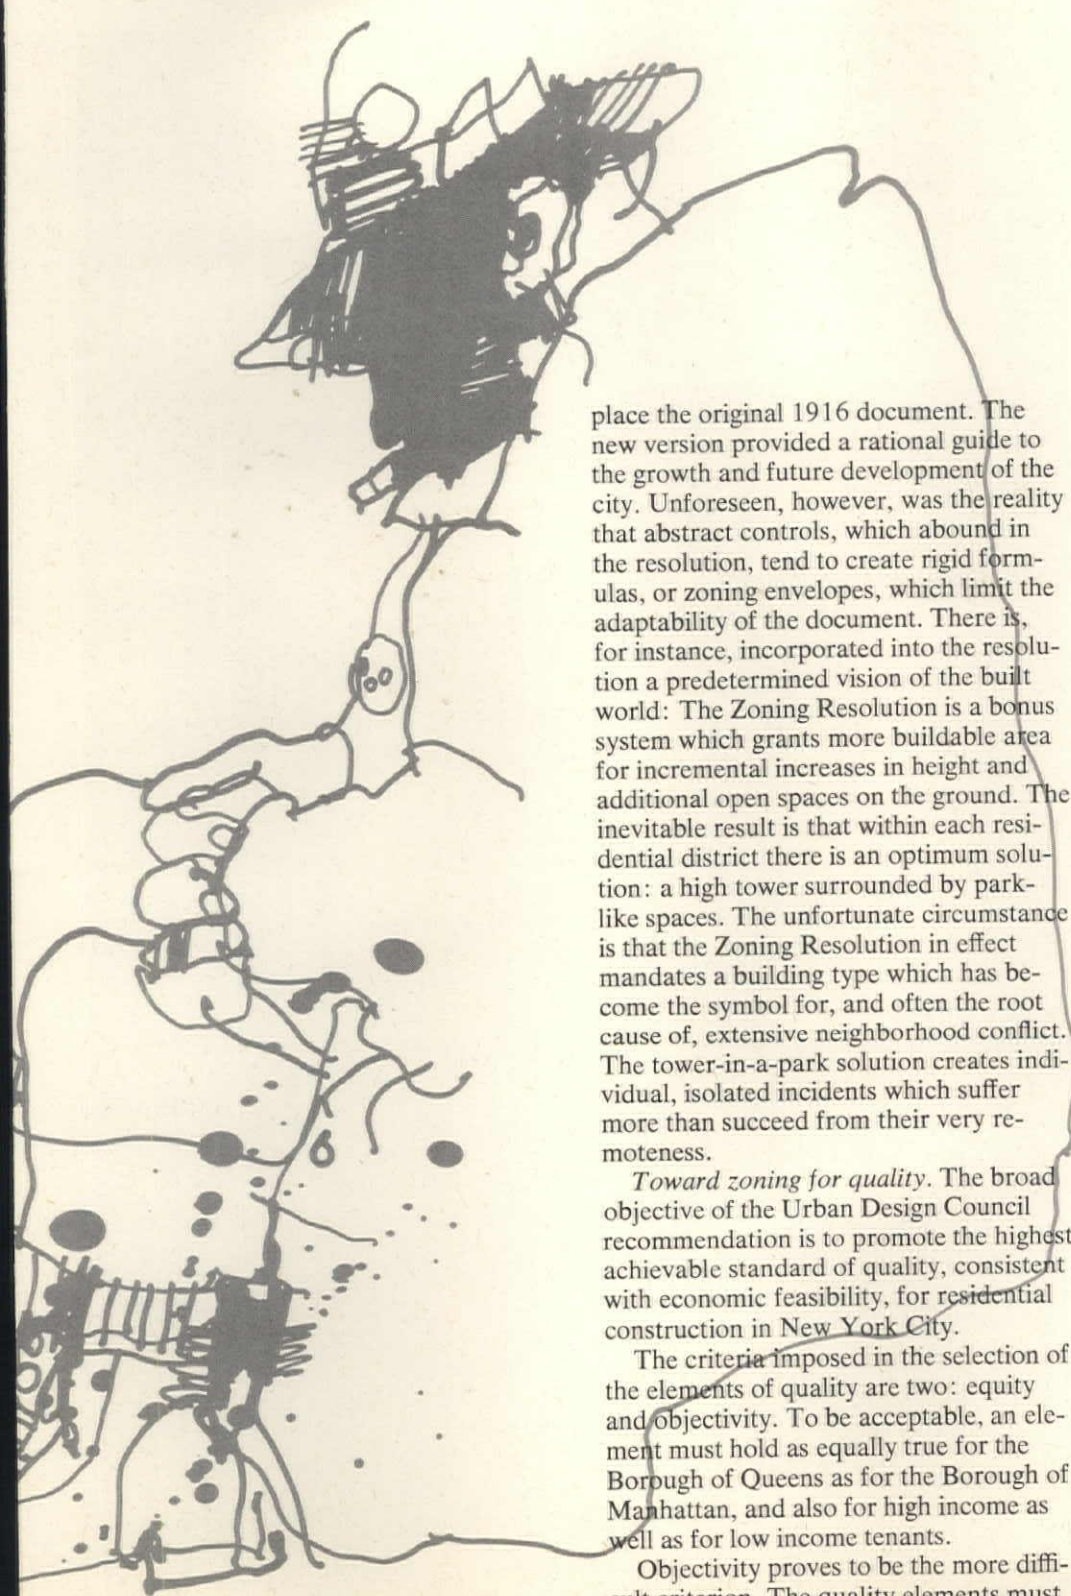 place the original 1916 document. The
new version provided a rational guide to
the growth and future development of the
city. Unforeseen, however, was the reality
that abstract controls, which abound in
the resolution, tend to create rigid form-
ulas, or zoning envelopes, which limit the
adaptability of the document. There is,
for instance, incorporated into the resolu-
tion a predetermined vision of the built
world: The Zoning Resolution is a bonus
system which grants more buildable area
for incremental increases in height and
additional open spaces on the ground. The
inevitable result is that within each resi-
dential district there is an optimum solu-
tion: a high tower surrounded by park-
like spaces. The unfortunate circumstance
is that the Zoning Resolution in effect
mandates a building type which has be-
come the symbol for, and often the root
cause of, extensive neighborhood conflict.
The tower-in-a-park solution creates indi-
vidual, isolated incidents which suffer
more than succeed from their very re-
moteness.
Toward zoning for quality. The broad
objective of the Urban Design Council
recommendation is to promote the highest
achievable standard of quality, consistent
with economic feasibility, for residential
construction in New York City.
The criteria imposed in the selection of
the elements of quality are two: equity
and objectivity. To be acceptable, an ele-
ment must hold as equally true for the
Borough of Queens as for the Borough of
Manhattan, and also for high income as
well as for low income tenants.
Objectivity proves to be the more diffi-
cult criterion. The quality elements must
6